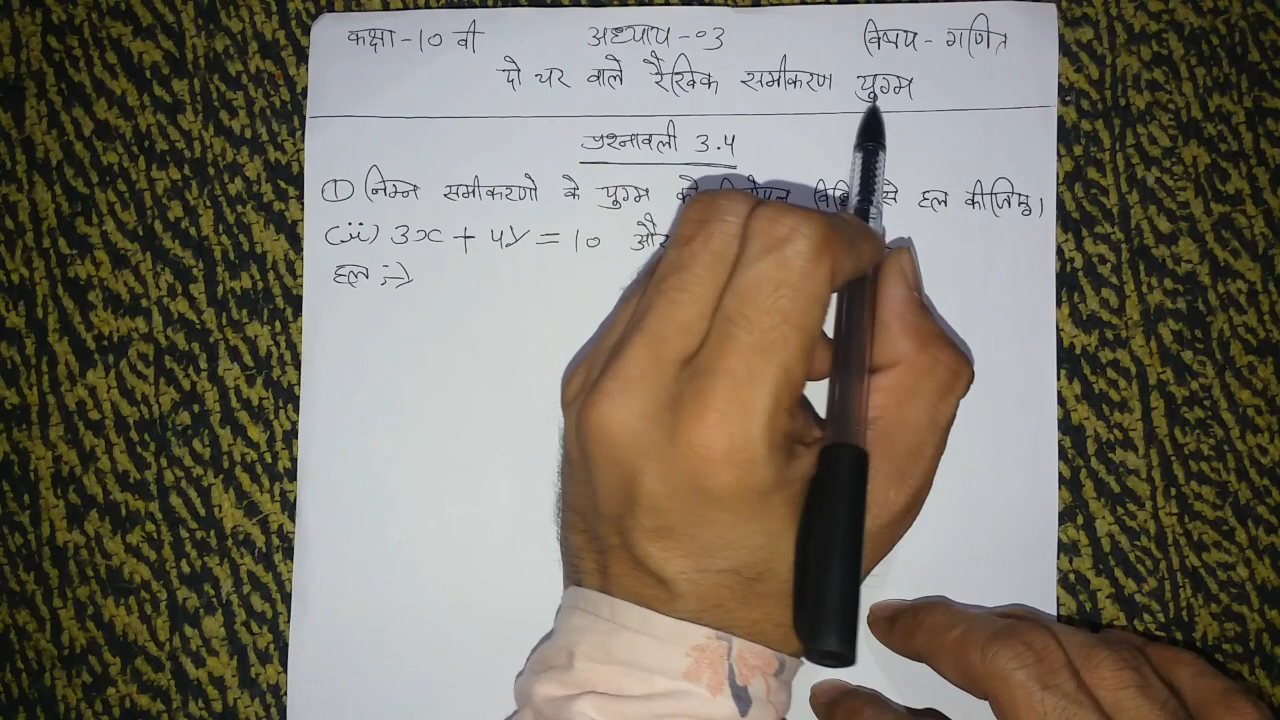 कक्षा - 10 वी अध्याय - 03 विषय - गणित
दो चर वाले रैखिक समीकरण युग्म
प्रश्नावली 3.4
① निम्न समीकरणो के युग्म को से हल कीजिए।
(ii) 3x + 4y = 10 और
हल :->